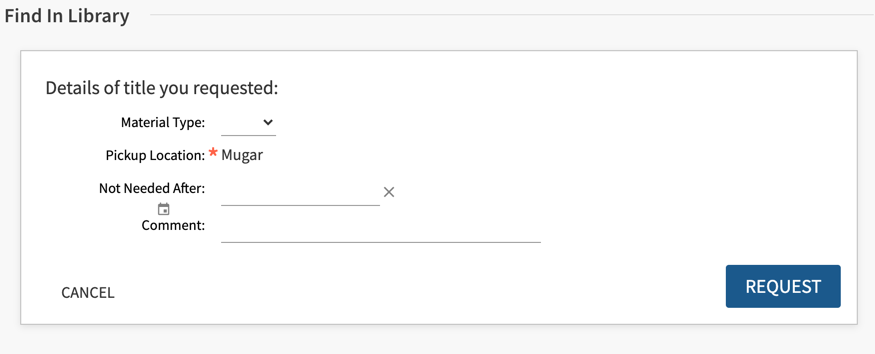 Find In Library
Details of title you requested:
Material Type:
Pickup Location: * Mugar
Not Needed After:
Comment:
CANCEL
REQUEST